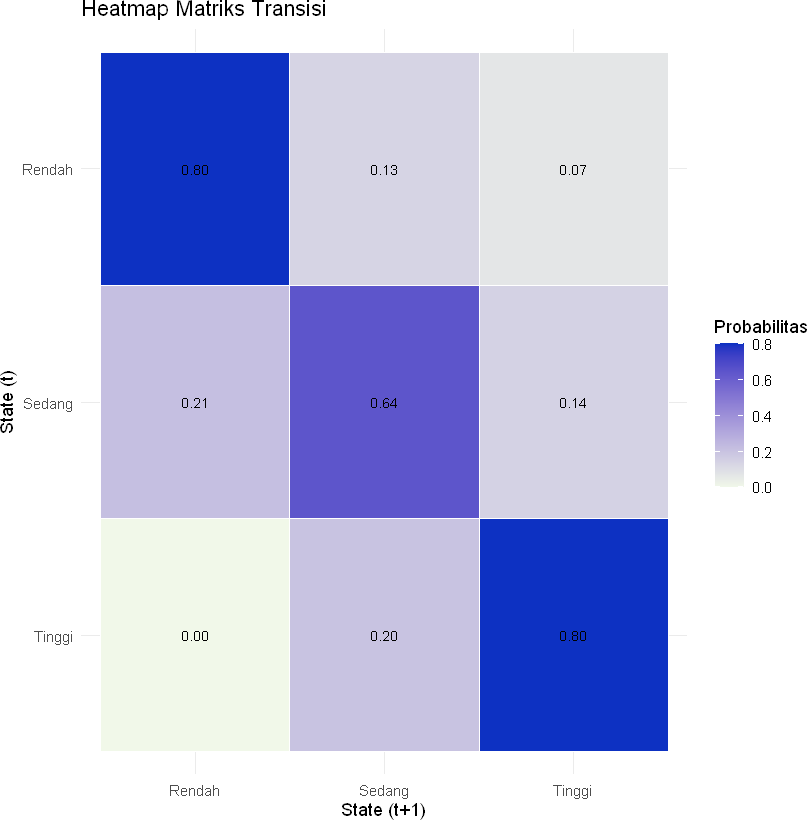 Heatmap Matriks Transisi
Rendah 0.80 0.13 0.07
Sedang 0.21 0.64 0.14
Tinggi 0.00 0.20 0.80
Rendah Sedang Tinggi
State (t+1)
State (t)
Probabilitas
0.8
0.6
0.4
0.2
0.0